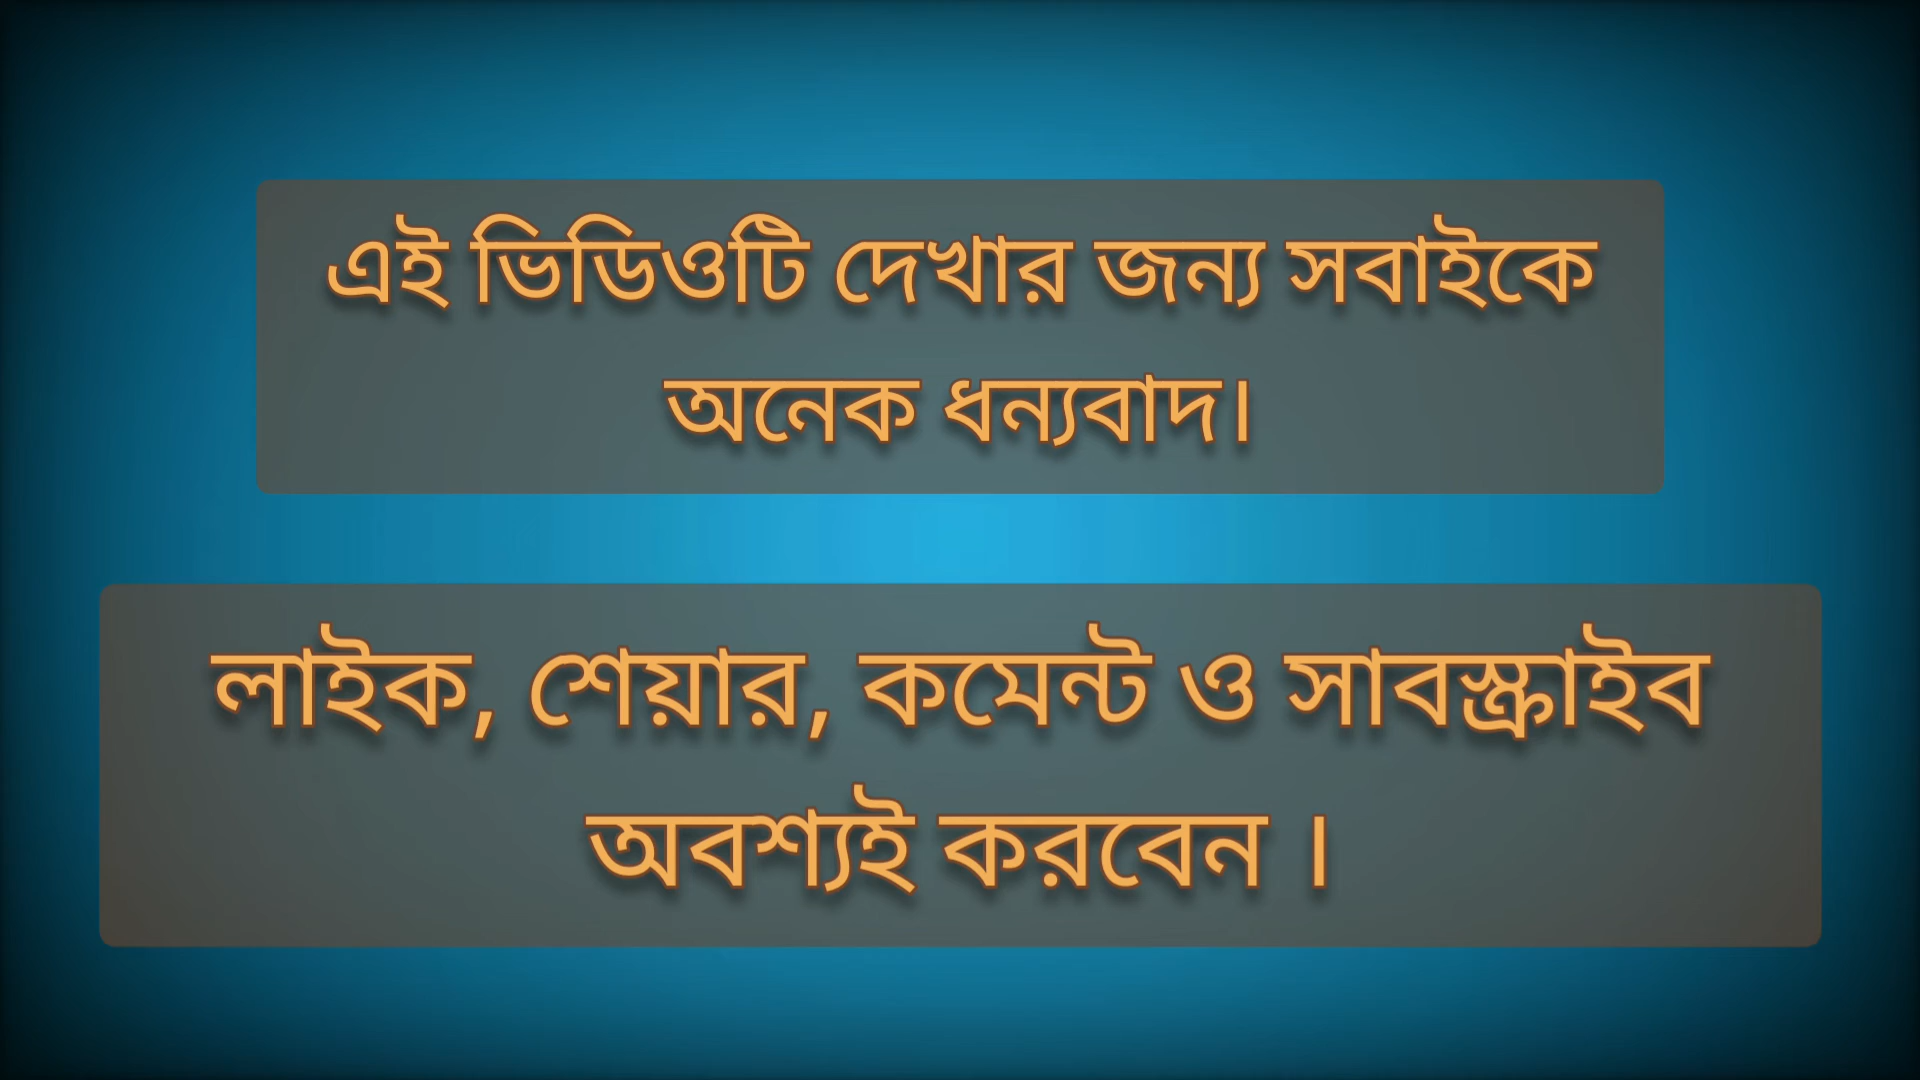 এই ভিডিওটি দেখার জন্য সবাইকে
অনেক ধন্যবাদ।
লাইক, শেয়ার, কমেন্ট ও সাবস্ক্রাইব
অবশ্যই করবেন ।